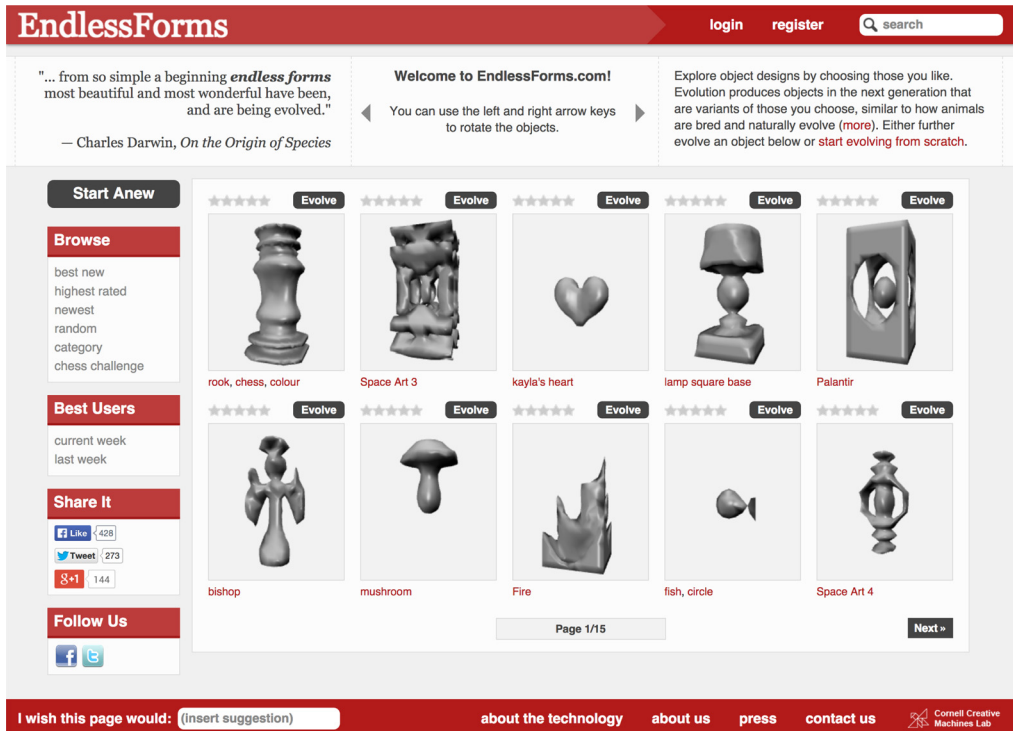 EndlessForms
login
register
search
"... from so simple a beginning endless forms
most beautiful and most wonderful have been,
and are being evolved."
— Charles Darwin, On the Origin of Species
Welcome to EndlessForms.com!
You can use the left and right arrow keys
to rotate the objects.
Explore object designs by choosing those you like.
Evolution produces objects in the next generation that
are variants of those you choose, similar to how animals
are bred and naturally evolve (more). Either further
evolve an object below or start evolving from scratch.
Start Anew
Browse
best new
highest rated
newest
random
category
chess challenge
Best Users
current week
last week
Share It
Like 428
Tweet 273
g+1 144
Follow Us
Evolve
Evolve
Evolve
Evolve
Evolve
rook, chess, colour
Space Art 3
kayla's heart
lamp square base
Palantir
Evolve
Evolve
Evolve
Evolve
Evolve
bishop
mushroom
Fire
fish, circle
Space Art 4
Page 1/15
Next »
I wish this page would: (insert suggestion)
about the technology
about us
press
contact us
Cornell Creative
Machines Lab